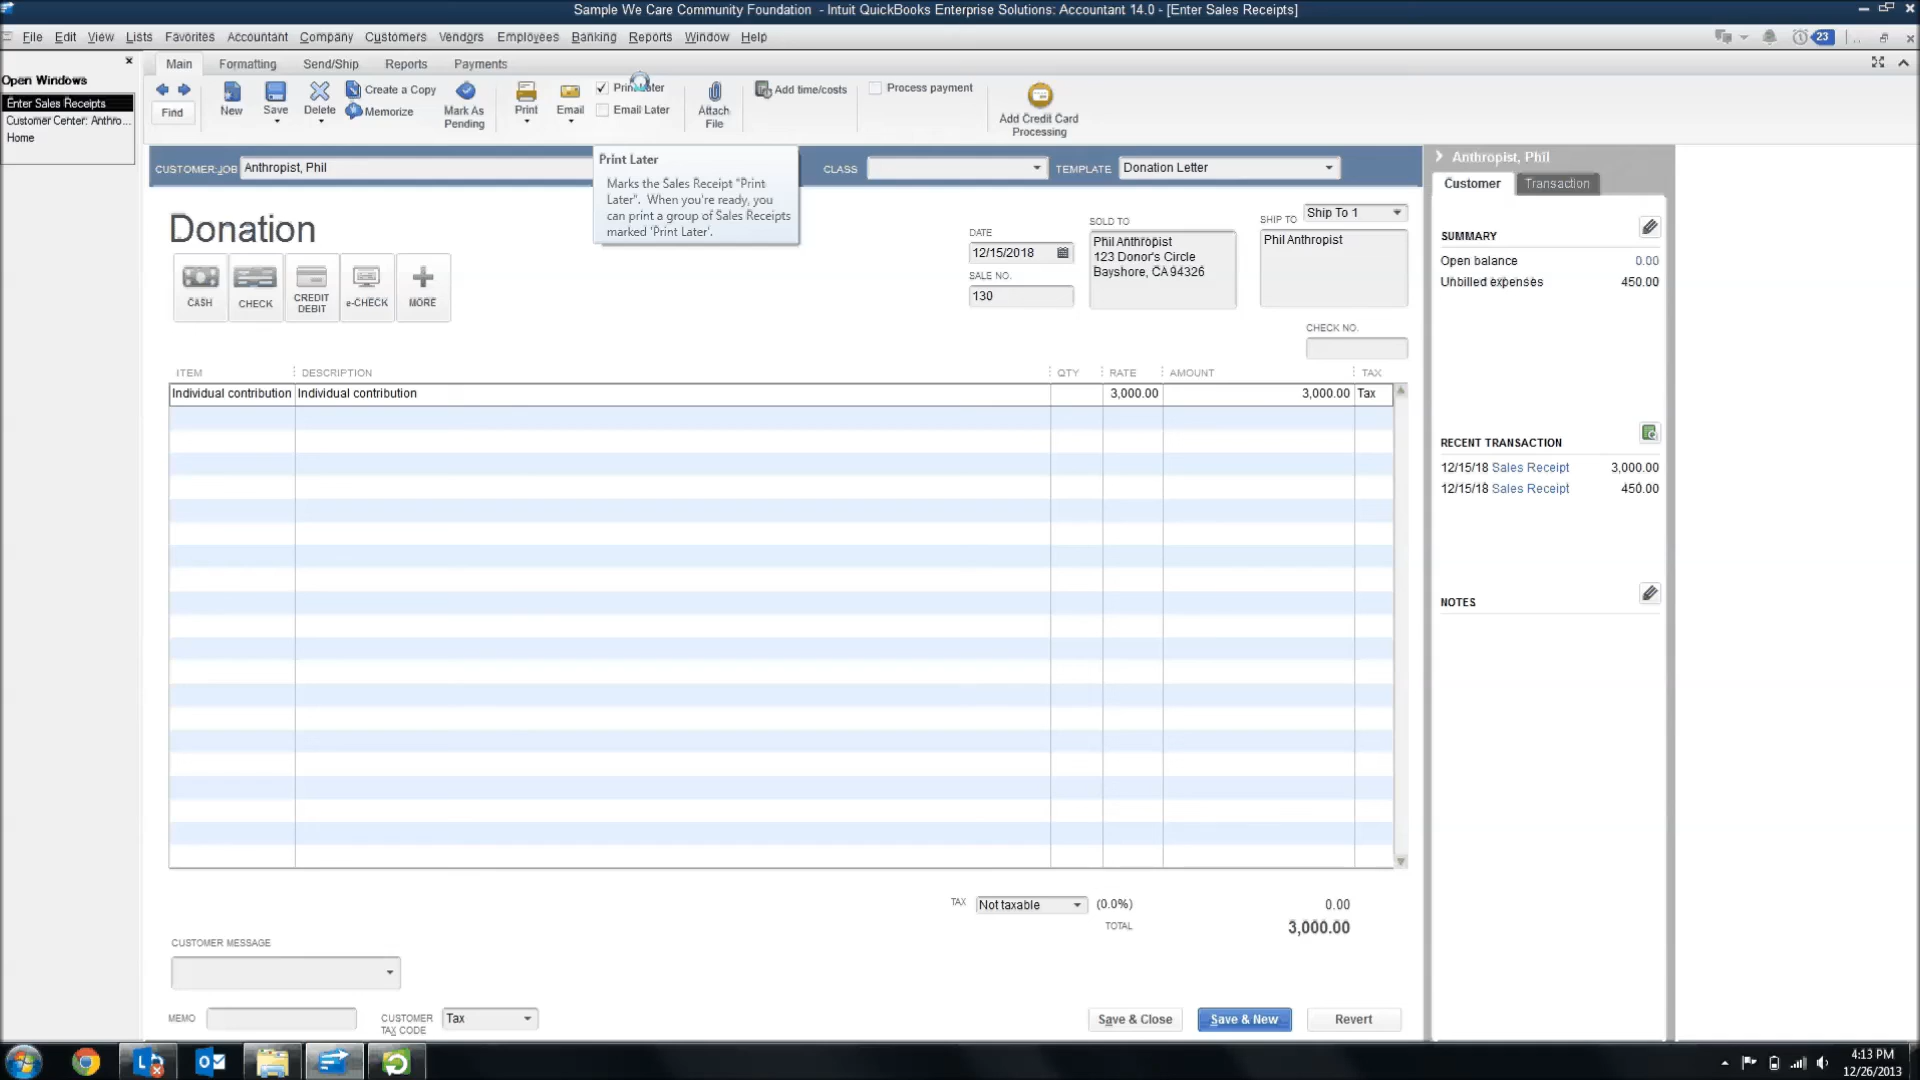 Sample We Care Community Foundation - Intuit QuickBooks Enterprise Solutions: Accountant 14.0 - [Enter Sales Receipts]
File Edit View Lists Favorites Accountant Company Customers Vendors Employees Banking Reports Window Help
23
Open Windows
Enter Sales Receipts
Customer Center: Anthro...
Home
Main Formatting Send/Ship Reports Payments
Find
New
Save
Delete
Create a Copy
Memorize
Mark As
Pending
Print
Email
Print Later
Email Later
Attach
File
Add time/costs
Process payment
Add Credit Card
Processing
CUSTOMER:JOB Anthropist, Phil
CLASS
TEMPLATE Donation Letter
Print Later
Marks the Sales Receipt "Print
Later". When you're ready, you
can print a group of Sales Receipts
marked 'Print Later'.
Donation
CASH
CHECK
CREDIT
DEBIT
e-CHECK
MORE
DATE
12/15/2018
SALE NO.
130
SOLD TO
Phil Anthropist
123 Donor's Circle
Bayshore, CA 94326
SHIP TO Ship To 1
Phil Anthropist
CHECK NO.
ITEM DESCRIPTION QTY RATE AMOUNT TAX
Individual contribution Individual contribution 3,000.00 3,000.00 Tax
TAX Not taxable (0.0%) 0.00
TOTAL 3,000.00
CUSTOMER MESSAGE
MEMO
CUSTOMER
TAX CODE
Tax
Save & Close Save & New Revert
Anthropist, Phil
Customer Transaction
SUMMARY
Open balance 0.00
Unbilled expenses 450.00
RECENT TRANSACTION
12/15/18 Sales Receipt 3,000.00
12/15/18 Sales Receipt 450.00
NOTES
4:13 PM
12/26/2013